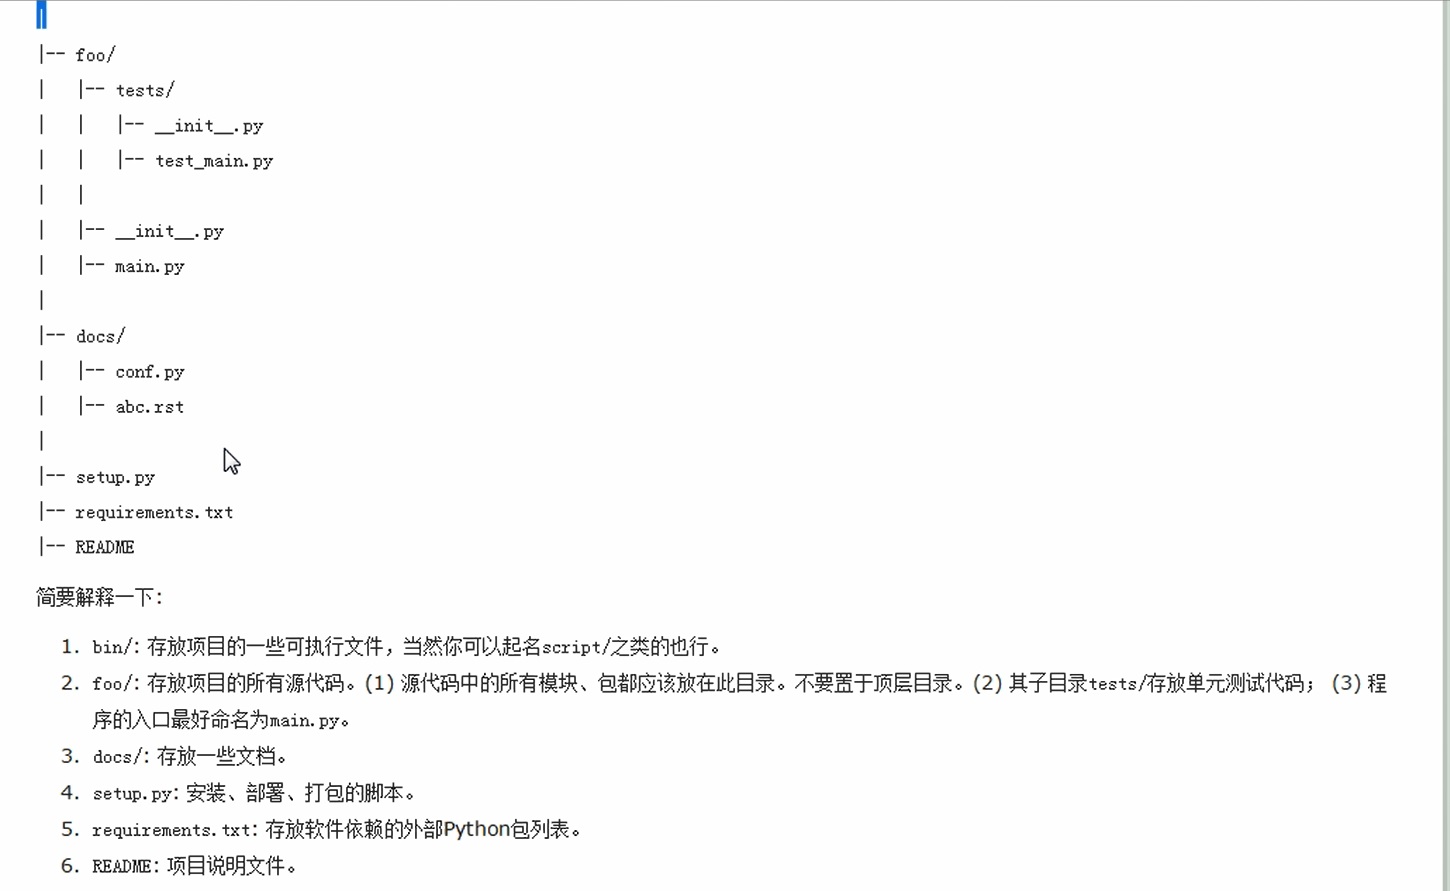 |
|-- foo/
|   |-- tests/
|   |   |-- __init__.py
|   |   |-- test_main.py
|   |
|   |-- __init__.py
|   |-- main.py
|
|-- docs/
|   |-- conf.py
|   |-- abc.rst
|
|-- setup.py
|-- requirements.txt
|-- README
简要解释一下:
1. bin/: 存放项目的一些可执行文件，当然你可以起名script/之类的也行。
2. foo/: 存放项目的所有源代码。(1) 源代码中的所有模块、包都应该放在此目录。不要置于顶层目录。(2) 其子目录tests/存放单元测试代码； (3) 程
序的入口最好命名为main.py。
3. docs/: 存放一些文档。
4. setup.py: 安装、部署、打包的脚本。
5. requirements.txt: 存放软件依赖的外部Python包列表。
6. README: 项目说明文件。